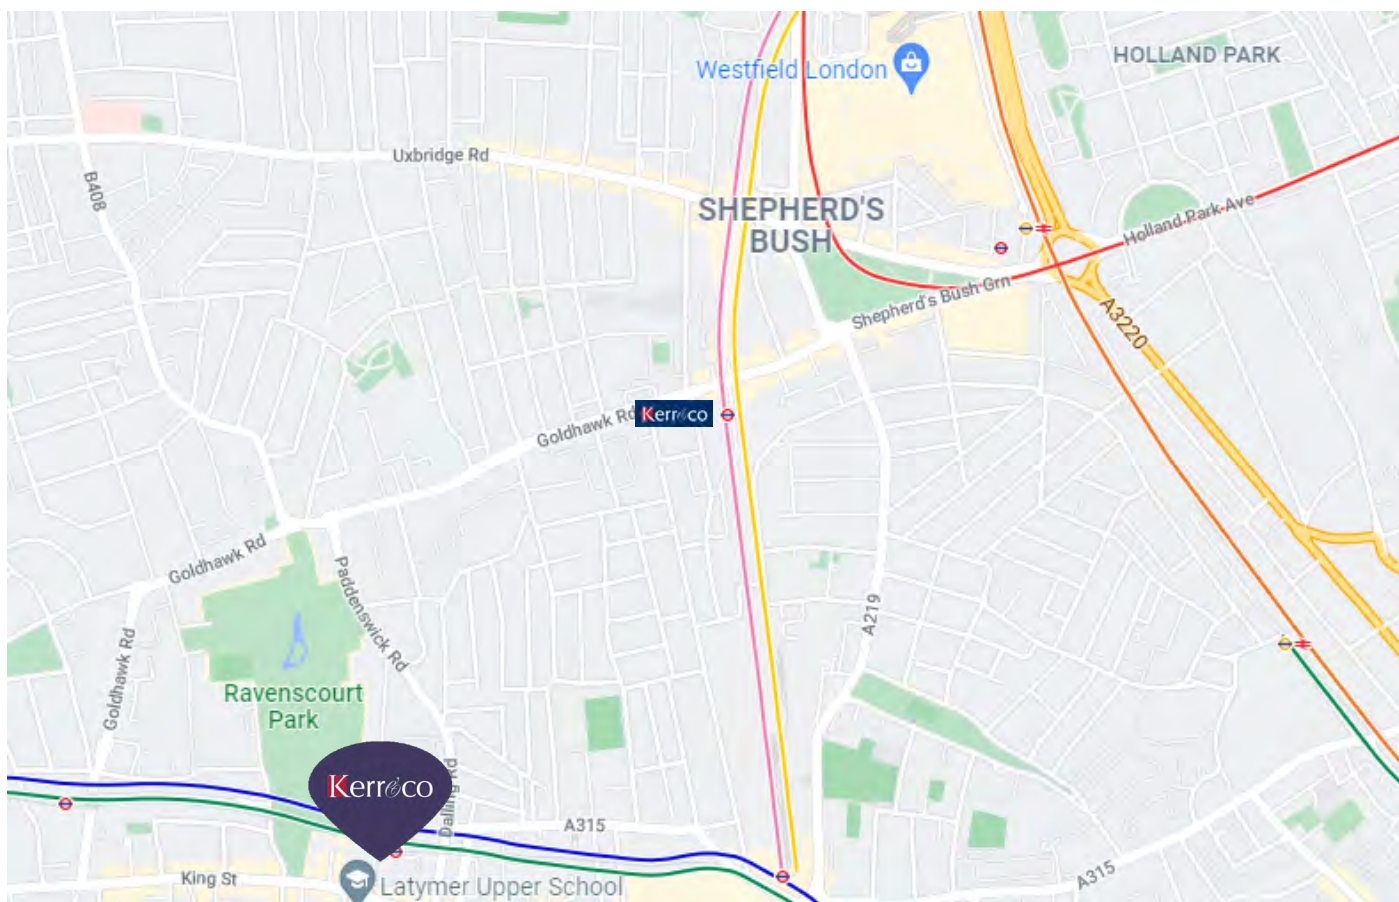 Westfield London
HOLLAND PARK
Uxbridge Rd
B408
SHEPHERD'S
BUSH
Holland Park Ave
Shepherd's Bush Grn
A3220
Goldhawk Rd
Kerr&co
Goldhawk Rd
Paddenswick Rd
A219
Goldhawk Rd
Ravenscourt
Park
Kerr&co
Dalling Rd
A315
King St
Latymer Upper School
A315